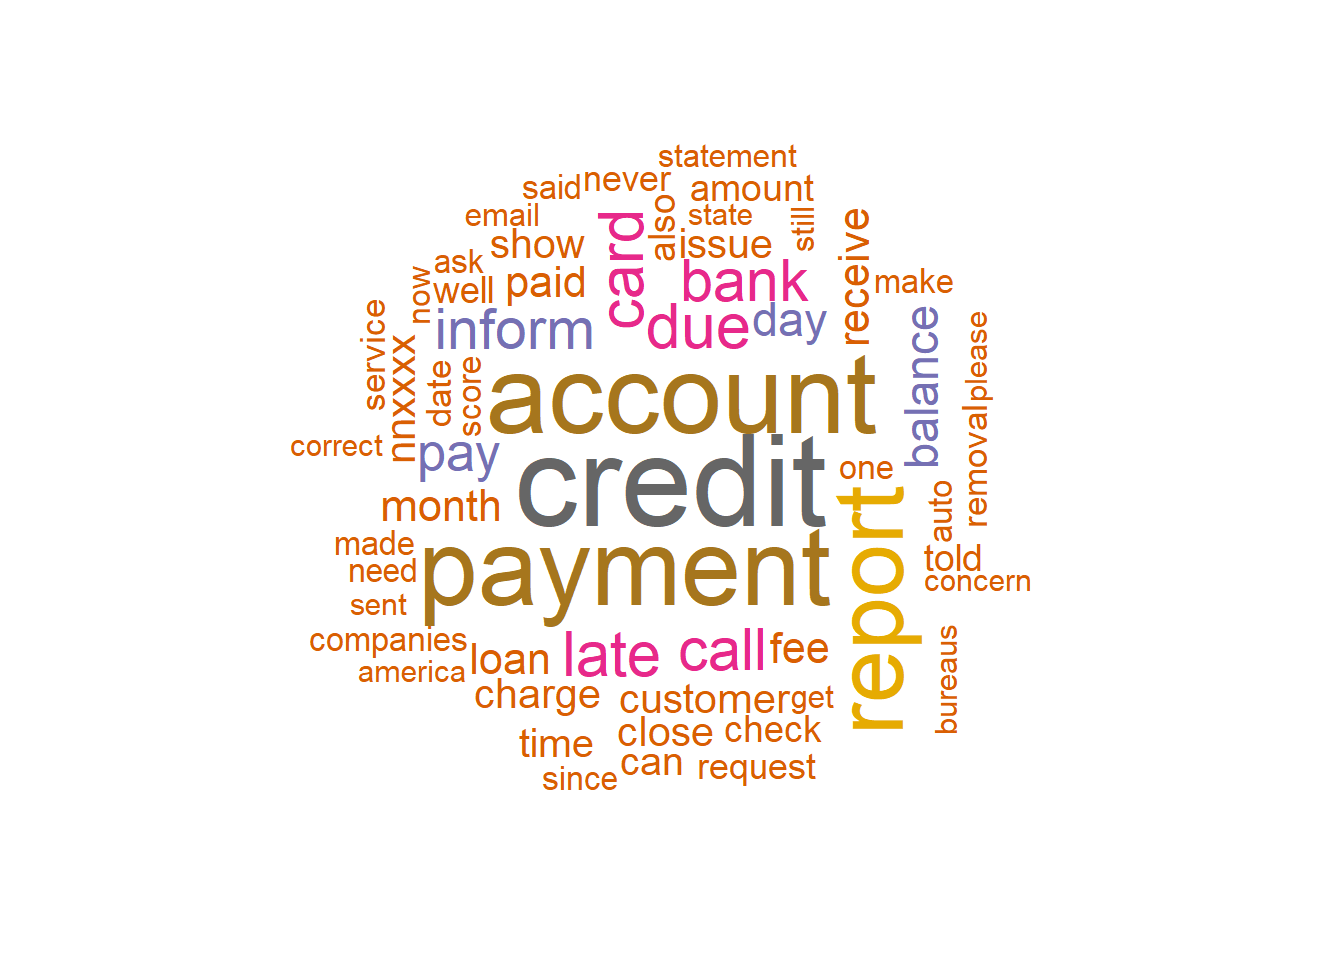 statement
said never amount
email also state still
show card issue receive
ask well paid bank make
now inform due day balance
service nnxxxx date score account please
correct pay credit one removal
month report auto
made payment told
need concern
sent
companies loan late call fee bureaus
america
charge customer get
time close check
since can request